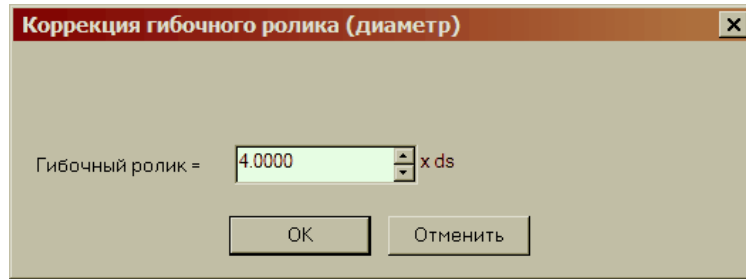 Коррекция гибочного ролика (диаметр)
Гибочный ролик = 4.0000 x ds
OK Отменить